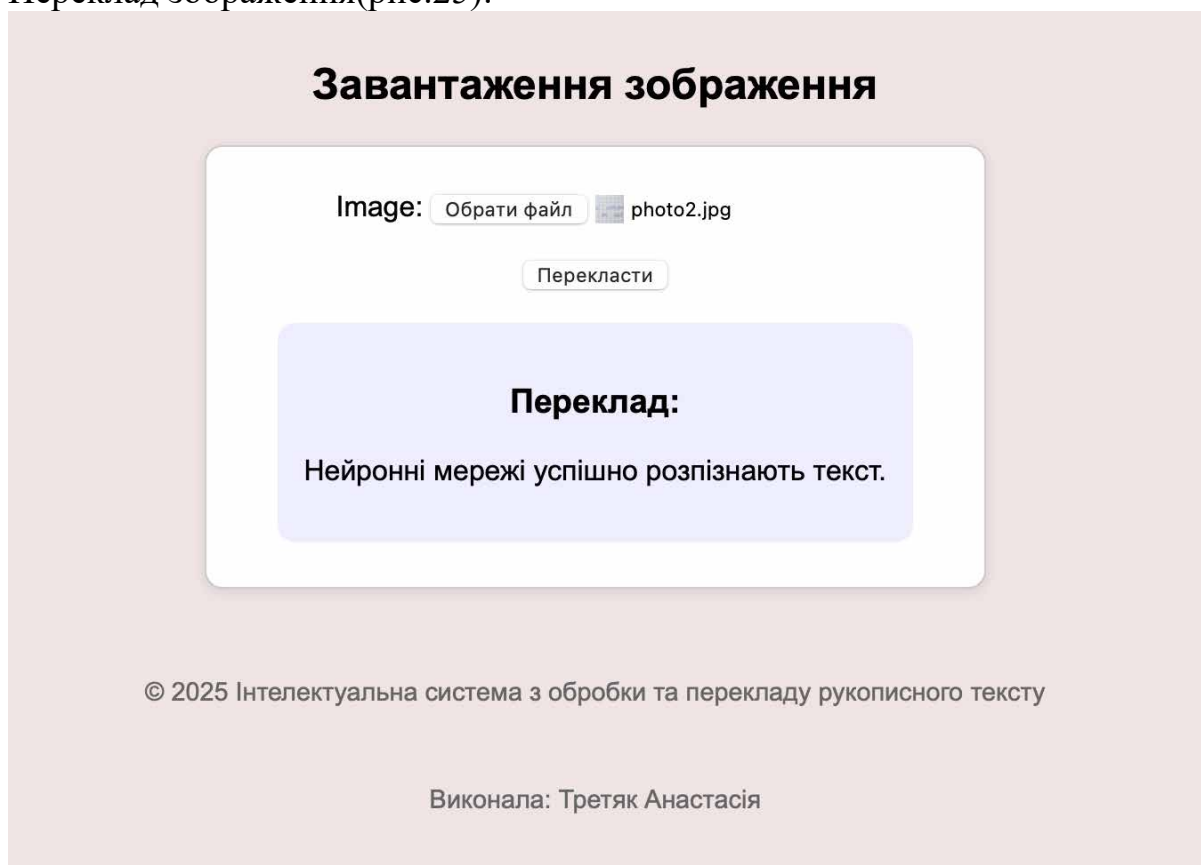 Переклад зображення(рис.25):
Завантаження зображення
Image: Обрати файл photo2.jpg
Перекласти
Переклад:
Нейронні мережі успішно розпізнають текст.
© 2025 Інтелектуальна система з обробки та перекладу рукописного тексту
Виконала: Третяк Анастасія